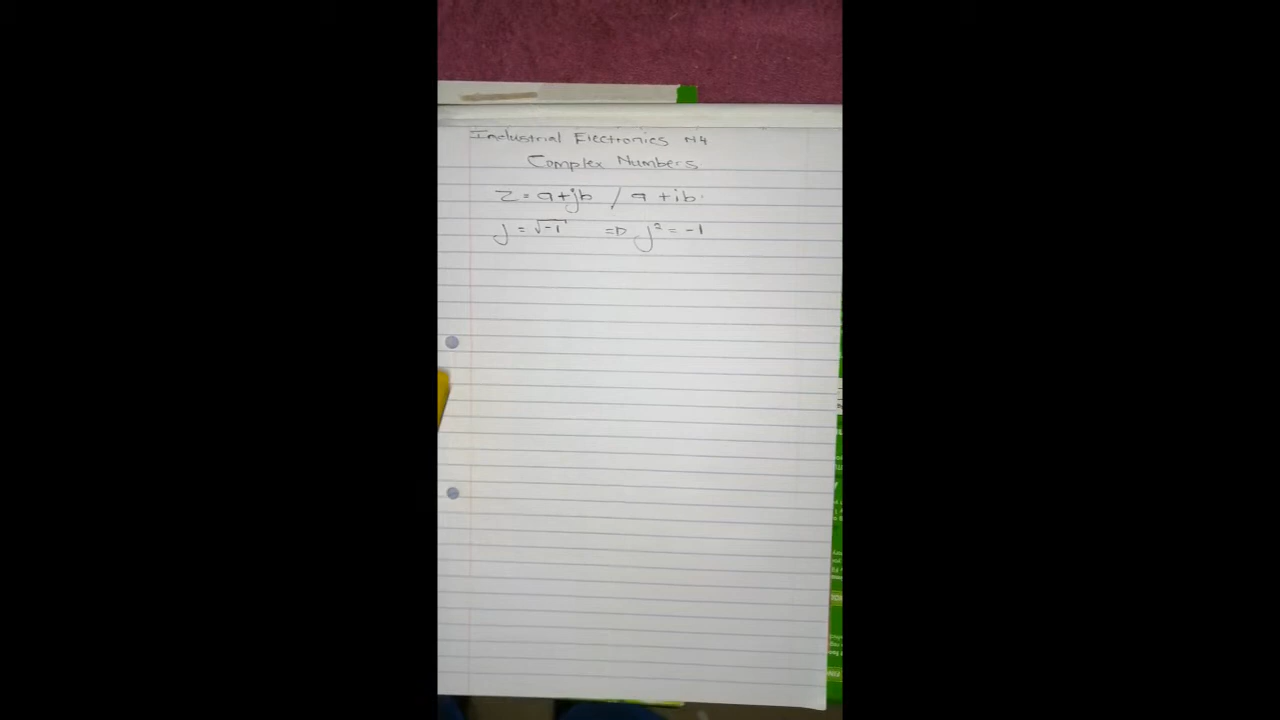 Industrial Electronics N4
Complex Numbers
z = a+jb / a +ib
j = √-1 => j² = -1